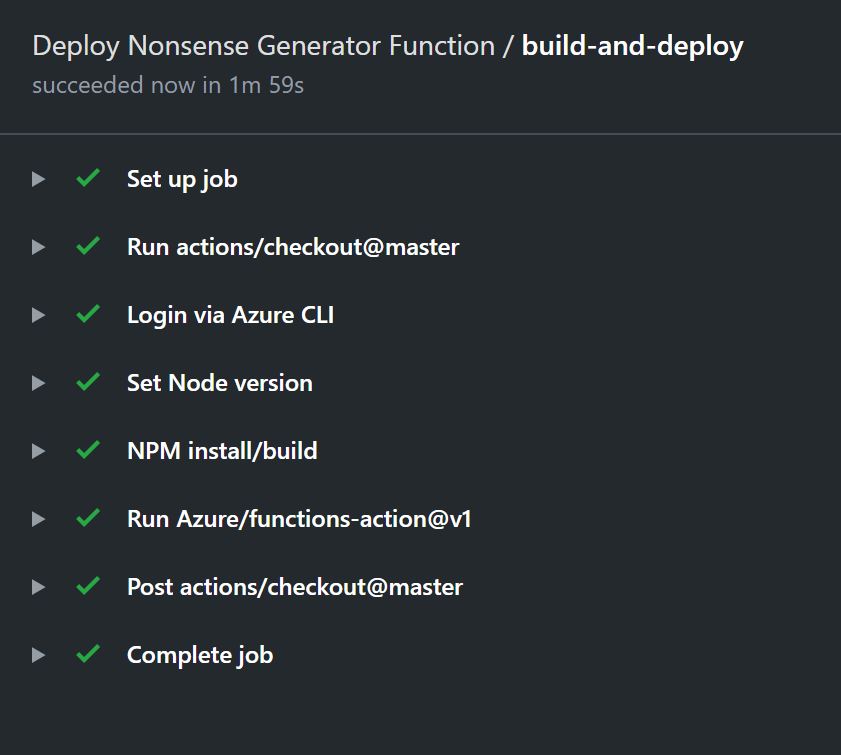 Deploy Nonsense Generator Function / build-and-deploy
succeeded now in 1m 59s
Set up job
Run actions/checkout@master
Login via Azure CLI
Set Node version
NPM install/build
Run Azure/functions-action@v1
Post actions/checkout@master
Complete job